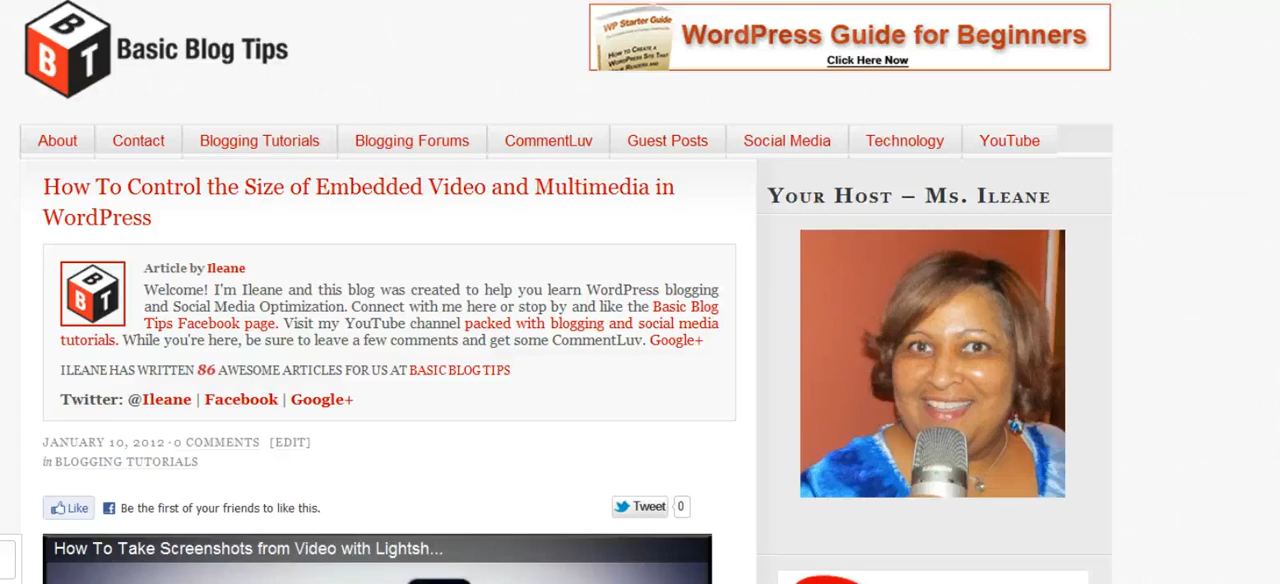 B
B T
Basic Blog Tips
WP Starter Guide
HOW TO CREATE A
WORDPRESS SITE THAT
YOUR READERS AND
WordPress Guide for Beginners
Click Here Now
About Contact Blogging Tutorials Blogging Forums CommentLuv Guest Posts Social Media Technology YouTube
How To Control the Size of Embedded Video and Multimedia in
WordPress
B
B T
Article by Ileane
Welcome! I'm Ileane and this blog was created to help you learn WordPress blogging
and Social Media Optimization. Connect with me here or stop by and like the Basic Blog
Tips Facebook page. Visit my YouTube channel packed with blogging and social media
tutorials. While you're here, be sure to leave a few comments and get some CommentLuv. Google+
ILEANE HAS WRITTEN 86 AWESOME ARTICLES FOR US AT BASIC BLOG TIPS
Twitter: @Ileane | Facebook | Google+
JANUARY 10, 2012 · 0 COMMENTS [EDIT]
in BLOGGING TUTORIALS
Like Be the first of your friends to like this.
Tweet 0
How To Take Screenshots from Video with Lightsh...
Your Host – Ms. Ileane